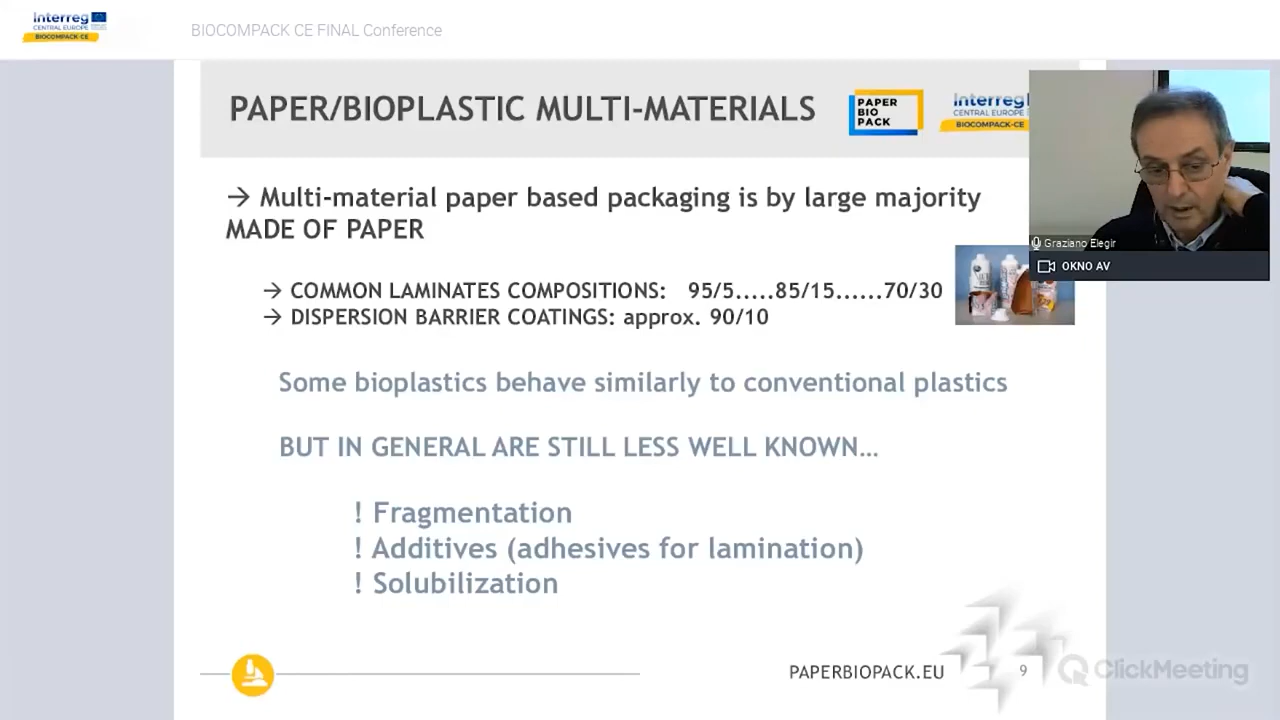 Interreg
CENTRAL EUROPE
BIOCOMPACK-CE
BIOCOMPACK CE FINAL Conference
PAPER/BIOPLASTIC MULTI-MATERIALS
PAPER
BIO
PACK
Interreg
CENTRAL EUROPE
BIOCOMPACK-CE
→ Multi-material paper based packaging is by large majority
MADE OF PAPER
Graziano Elegir
OKNO AV
→ COMMON LAMINATES COMPOSITIONS: 95/5.....85/15......70/30
→ DISPERSION BARRIER COATINGS: approx. 90/10
Some bioplastics behave similarly to conventional plastics
BUT IN GENERAL ARE STILL LESS WELL KNOWN…
! Fragmentation
! Additives (adhesives for lamination)
! Solubilization
PAPERBIOPACK.EU
9
ClickMeeting